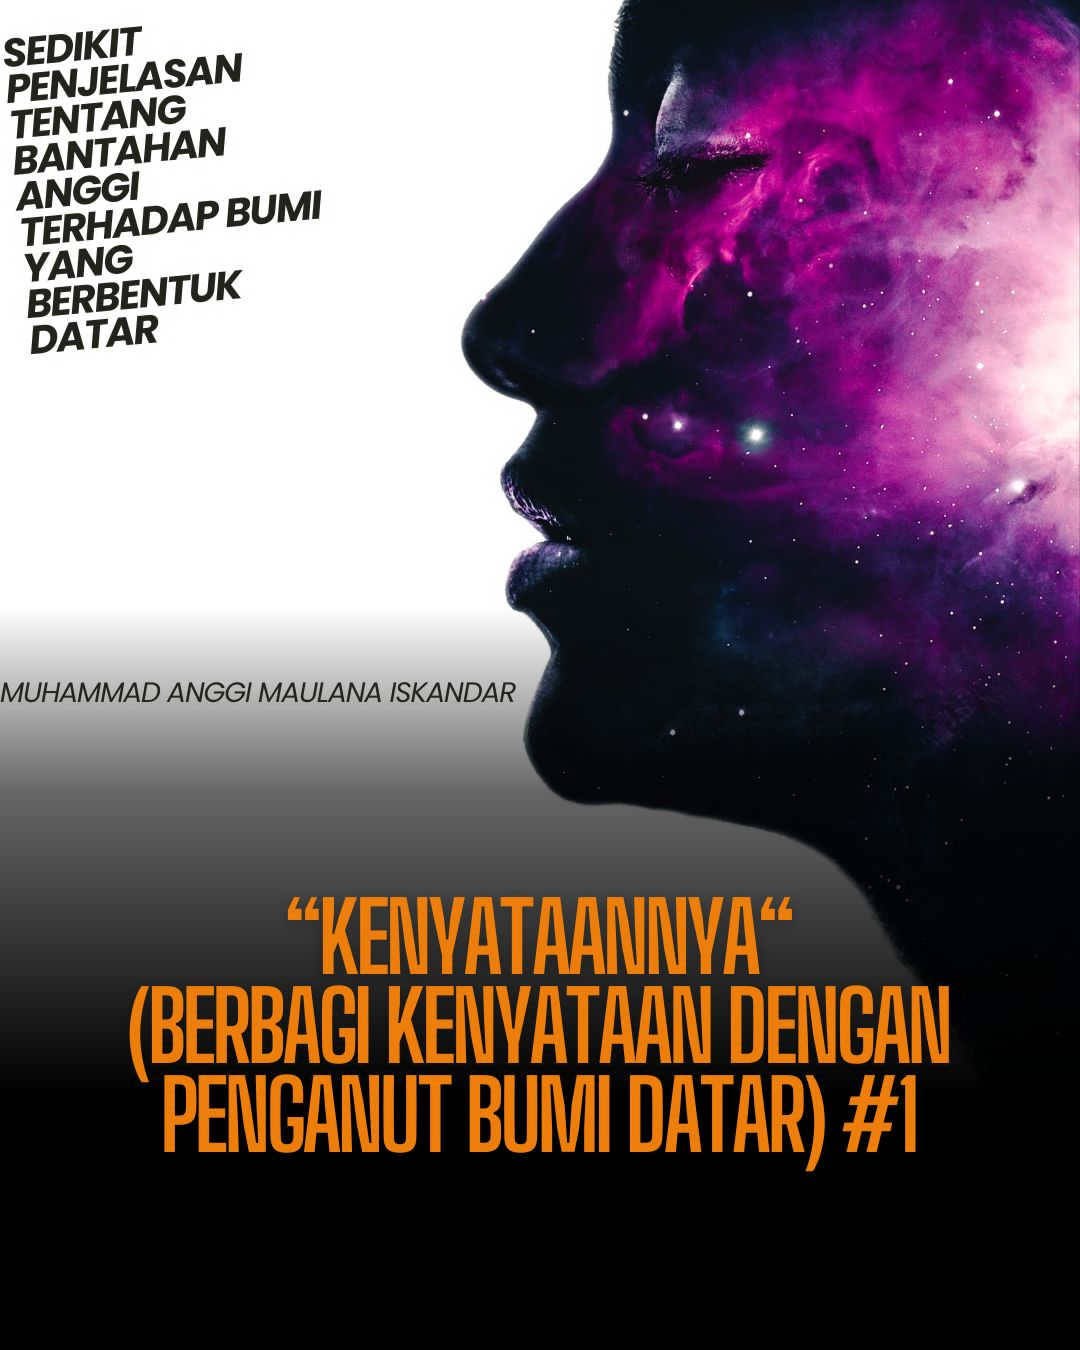 SEDIKIT
PENJELASAN
TENTANG
BANTAHAN
ANGGI
TERHADAP BUMI
YANG
BERBENTUK
DATAR
MUHAMMAD ANGGI MAULANA ISKANDAR
“KENYATAANNYA“
(BERBAGI KENYATAAN DENGAN
PENGANUT BUMI DATAR) #1